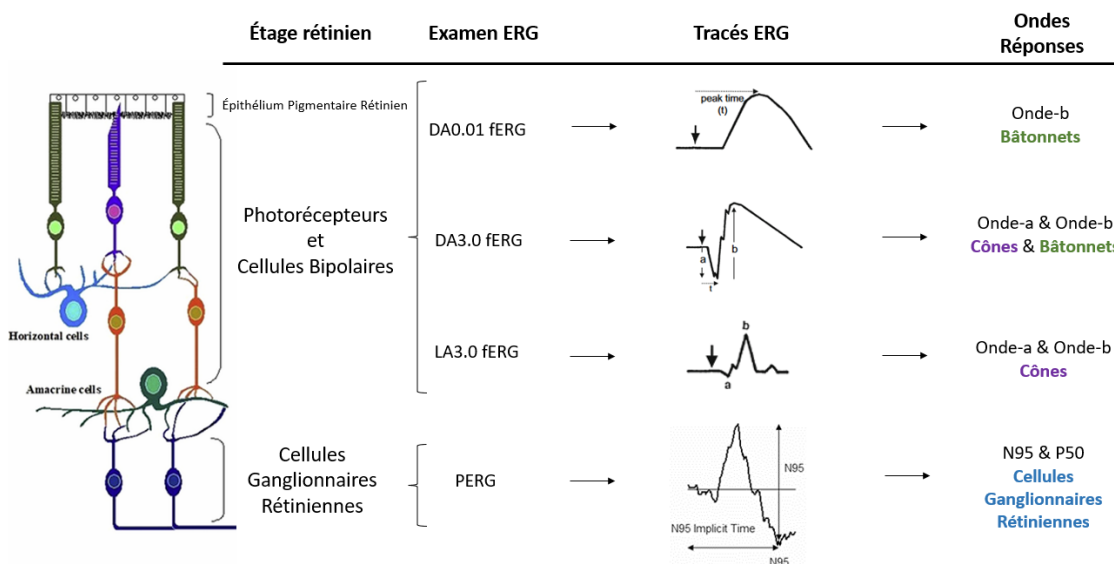 Étage rétinien
Examen ERG
Tracés ERG
Ondes
Réponses
Épithélium Pigmentaire Rétinien
Photorécepteurs
et
Cellules Bipolaires
Horizontal cells
Amacrine cells
DA0.01 fERG
peak time
(t)
Onde-b
Bâtonnets
DA3.0 fERG
a
b
t
Onde-a & Onde-b
Cônes & Bâtonnets
LA3.0 fERG
b
a
Onde-a & Onde-b
Cônes
Cellules
Ganglionnaires
Rétiniennes
PERG
N95
N95 Implicit Time
N95
N95 & P50
Cellules
Ganglionnaires
Rétiniennes